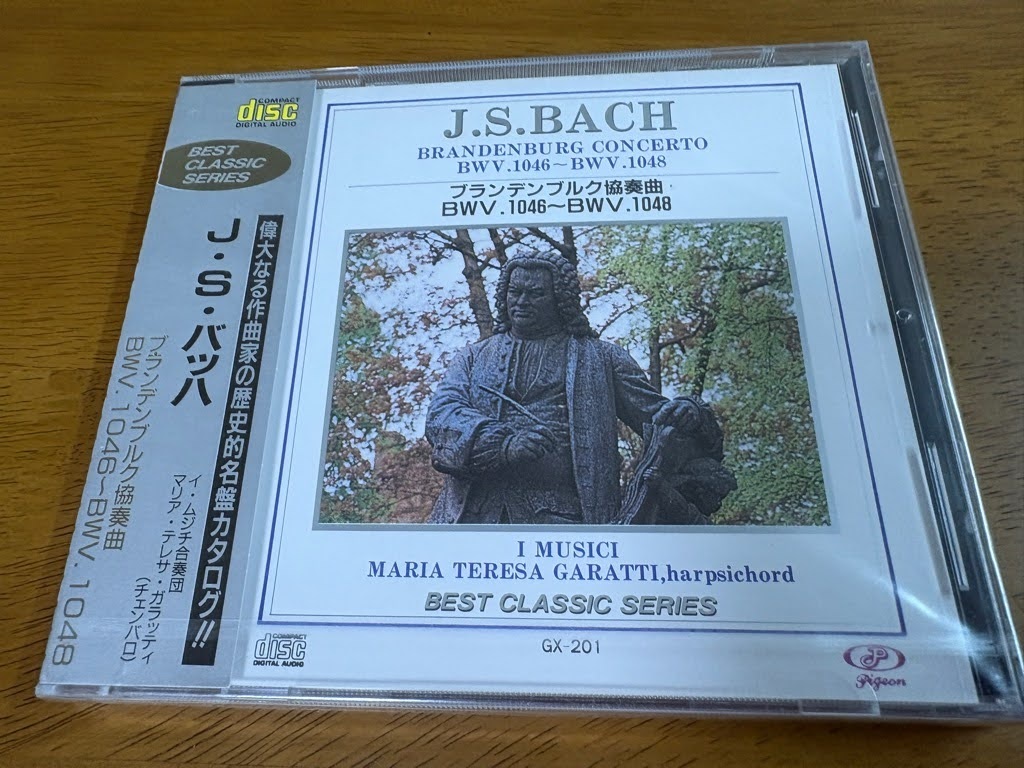 COMPACT
disc
DIGITAL AUDIO
BEST
CLASSIC
SERIES
偉大なる作曲家の歴史的名盤カタログ!!
J・S・バッハ
ブランデンブルク協奏曲
BWV. 1046~BWV. 1048
イ・ムジチ合奏団
マリア・テレサ・ガラッティ
(チェンバロ)
J.S.BACH
BRANDENBURG CONCERTO
BWV.1046~BWV.1048
ブランデンブルク協奏曲
BWV.1046~BWV.1048
I MUSICI
MARIA TERESA GARATTI,harpsichord
BEST CLASSIC SERIES
COMPACT
disc
DIGITAL AUDIO
GX-201
P
Pigeon